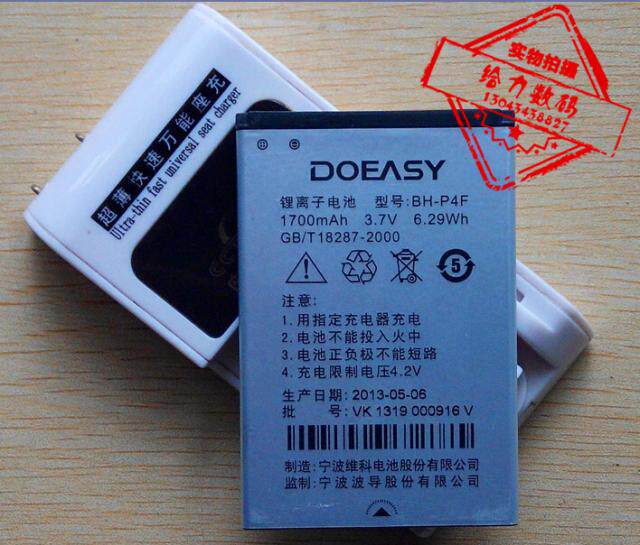 实物拍摄
给力数码
13043438827
超薄快速万能座充
Ultra-thin fast universal seat charger
DOEASY
锂离子电池 型号:BH-P4F
1700mAh 3.7V 6.29Wh
GB/T18287-2000
5
注意:
1.用指定充电器充电
2.电池不能投入火中
3.电池正负极不能短路
4.充电限制电压4.2V
生产日期:2013-05-06
批 号:VK 1319 000916 V
制造:宁波维科电池股份有限公司
监制:宁波波导股份有限公司